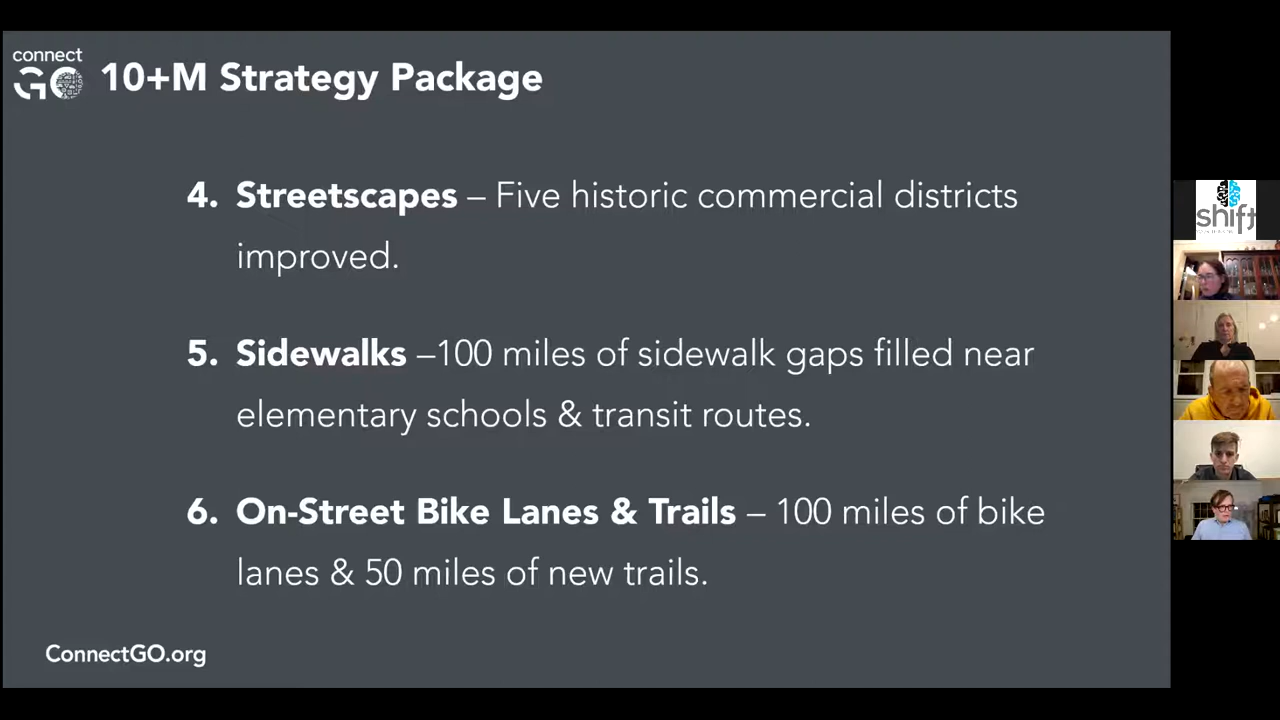 connect
GO 10+M Strategy Package
4. Streetscapes – Five historic commercial districts
improved.
5. Sidewalks –100 miles of sidewalk gaps filled near
elementary schools & transit routes.
6. On-Street Bike Lanes & Trails – 100 miles of bike
lanes & 50 miles of new trails.
ConnectGO.org
shift